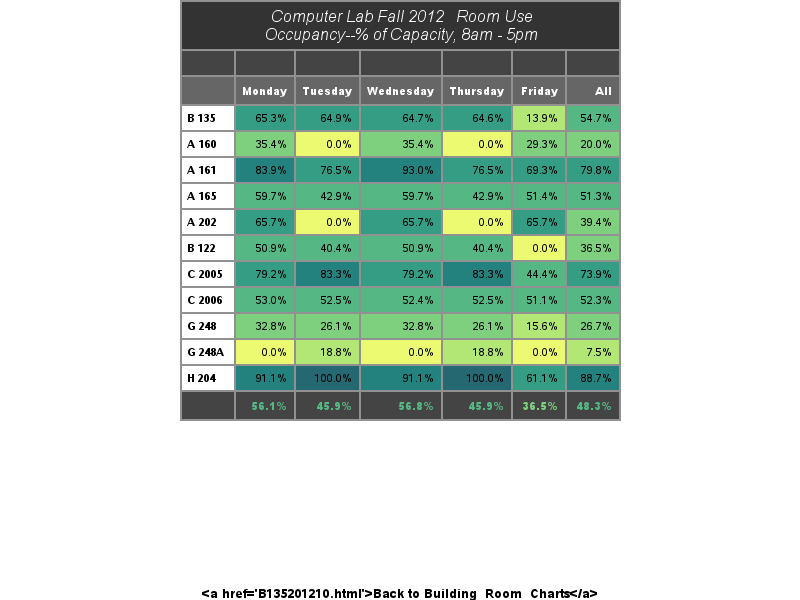 Computer Lab Fall 2012 Room Use
Occupancy--% of Capacity, 8am - 5pm
Monday Tuesday Wednesday Thursday Friday All
B 135 65.3% 64.9% 64.7% 64.6% 13.9% 54.7%
A 160 35.4% 0.0% 35.4% 0.0% 29.3% 20.0%
A 161 83.9% 76.5% 93.0% 76.5% 69.3% 79.8%
A 165 59.7% 42.9% 59.7% 42.9% 51.4% 51.3%
A 202 65.7% 0.0% 65.7% 0.0% 65.7% 39.4%
B 122 50.9% 40.4% 50.9% 40.4% 0.0% 36.5%
C 2005 79.2% 83.3% 79.2% 83.3% 44.4% 73.9%
C 2006 53.0% 52.5% 52.4% 52.5% 51.1% 52.3%
G 248 32.8% 26.1% 32.8% 26.1% 15.6% 26.7%
G 248A 0.0% 18.8% 0.0% 18.8% 0.0% 7.5%
H 204 91.1% 100.0% 91.1% 100.0% 61.1% 88.7%
56.1% 45.9% 56.8% 45.9% 36.5% 48.3%
<a href='B135201210.html'>Back to Building Room Charts</a>